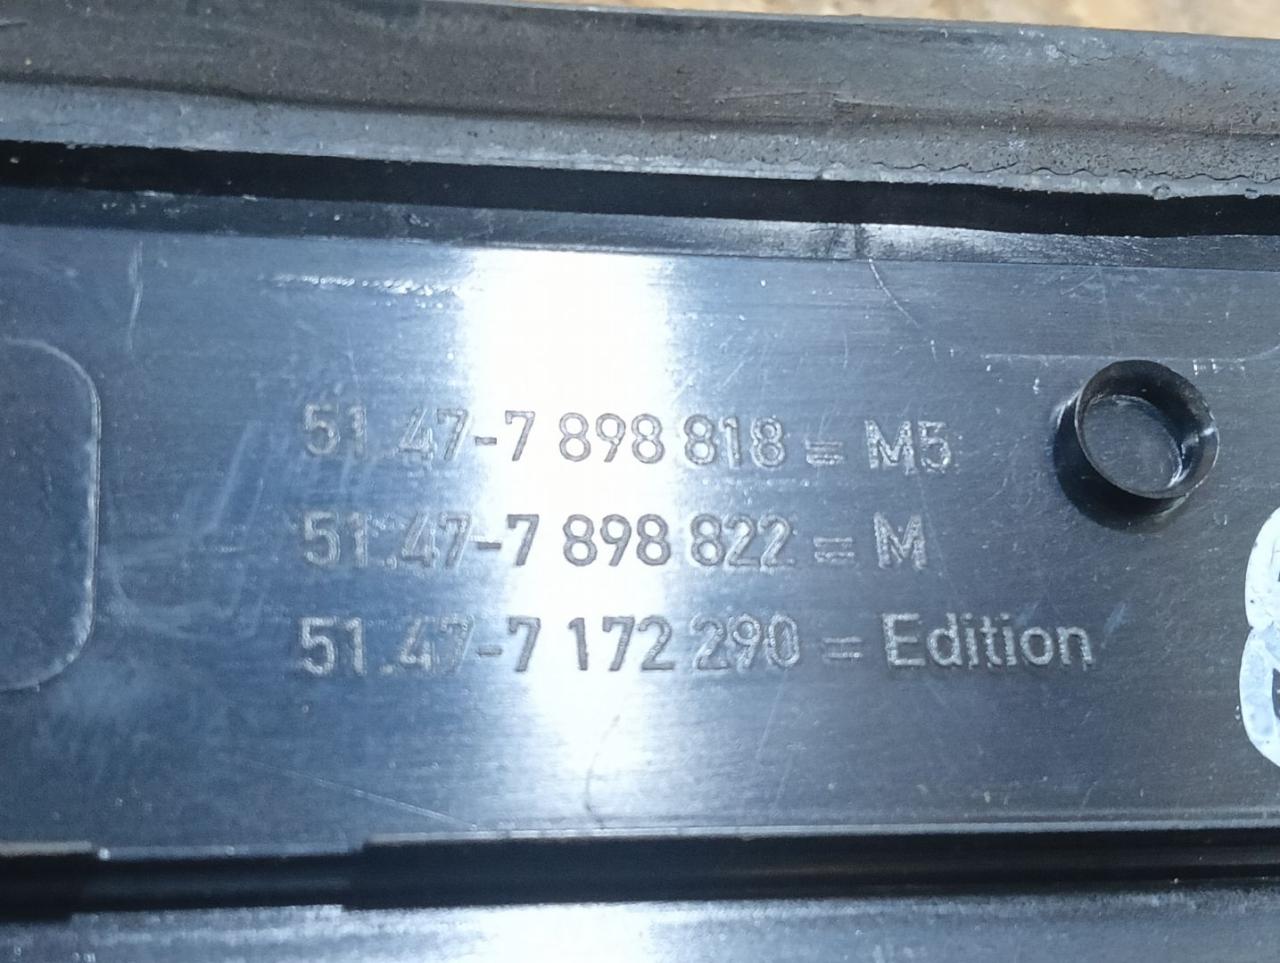 51.47-7 898 818 = M5
51.47-7 898 822 = M
51.47-7 172 290 = Edition